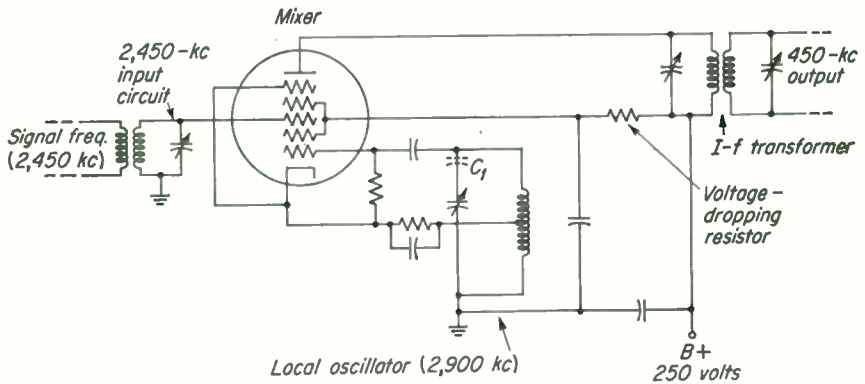 Mixer
2,450-kc
input
circuit
Signal freq.
(2,450 kc)
450-kc
output
I-f transformer
C1
Voltage-
dropping
resistor
Local oscillator (2,900 kc)
B+
250 volts